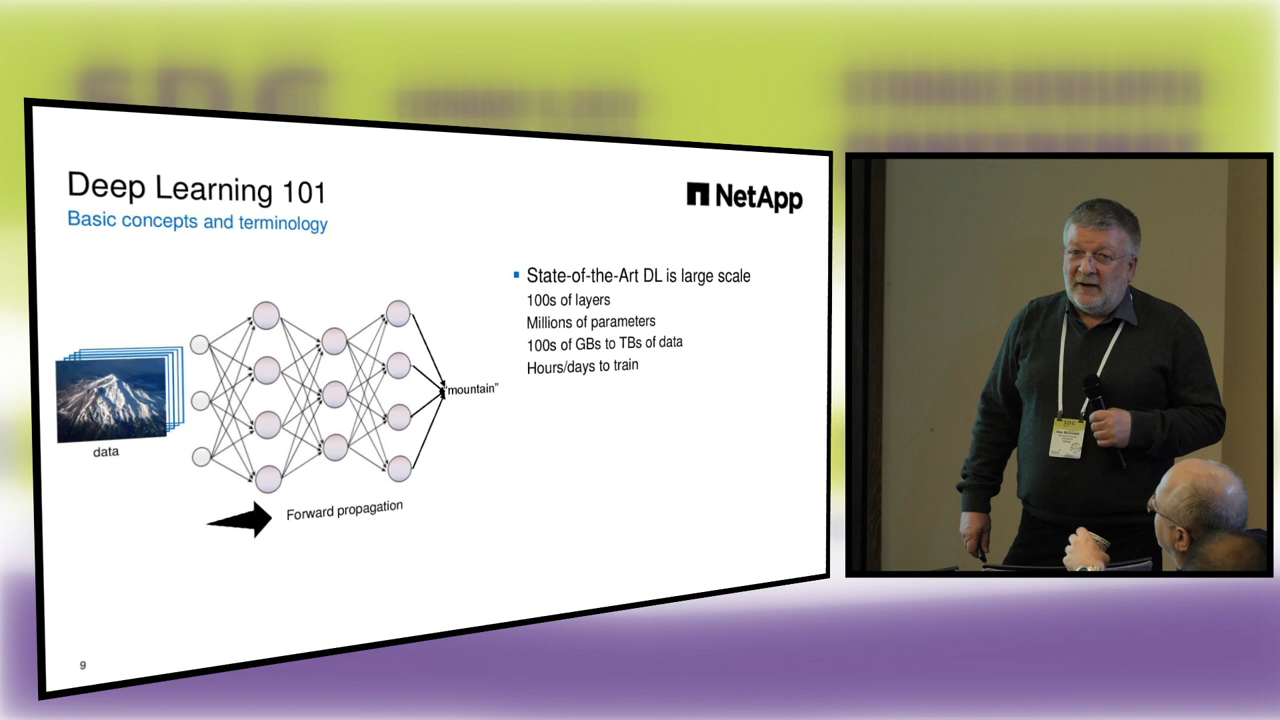 Deep Learning 101
Basic concepts and terminology
NetApp
State-of-the-Art DL is large scale
100s of layers
Millions of parameters
100s of GBs to TBs of data
Hours/days to train
"mountain"
data
Forward propagation
9
SDC